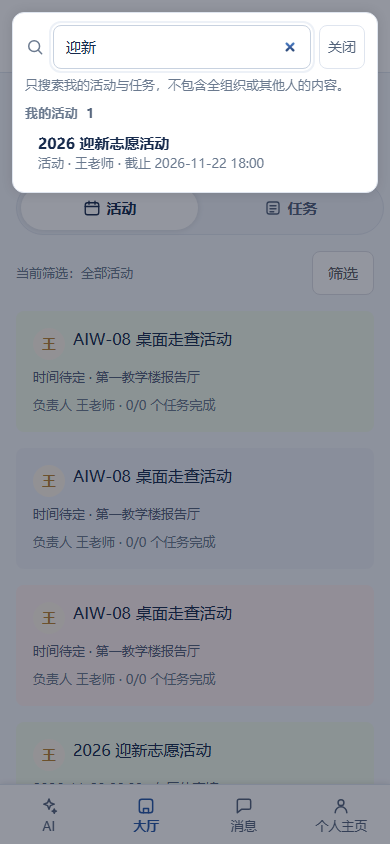 迎新
关闭
只搜索我的活动与任务，不包含全组织或其他人的内容。
我的活动 1
2026 迎新志愿活动
活动 · 王老师 · 截止 2026-11-22 18:00
活动
任务
当前筛选：全部活动
筛选
王
AIW-08 桌面走查活动
时间待定 · 第一教学楼报告厅
负责人 王老师 · 0/0 个任务完成
王
AIW-08 桌面走查活动
时间待定 · 第一教学楼报告厅
负责人 王老师 · 0/0 个任务完成
王
AIW-08 桌面走查活动
时间待定 · 第一教学楼报告厅
负责人 王老师 · 0/0 个任务完成
王
2026 迎新志愿活动
AI
大厅
消息
个人主页